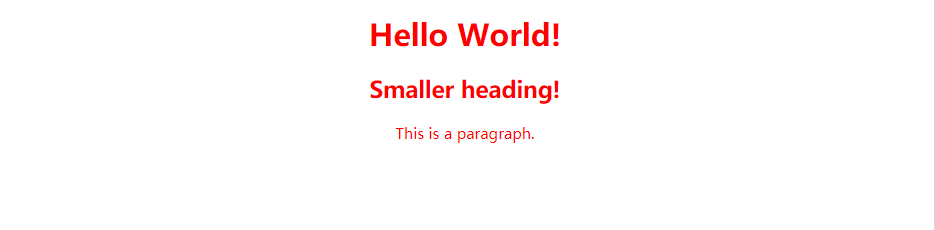 Hello World!
Smaller heading!
This is a paragraph.